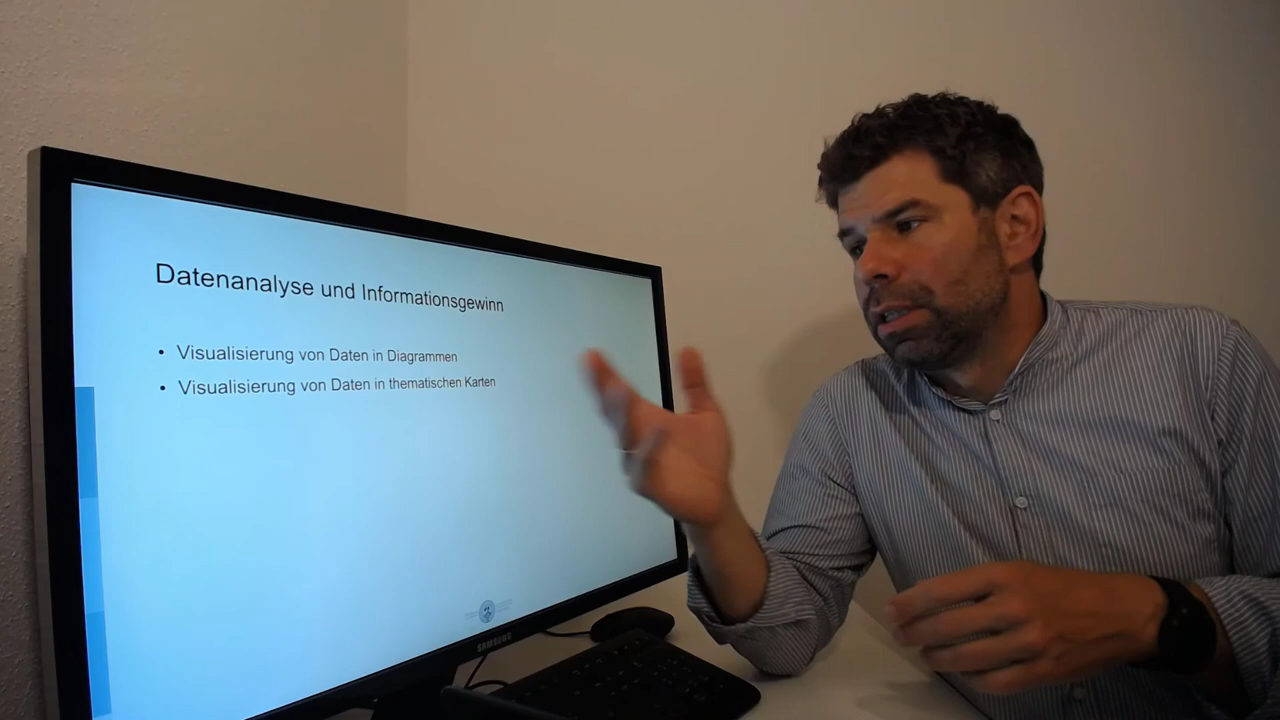 Datenanalyse und Informationsgewinn
• Visualisierung von Daten in Diagrammen
• Visualisierung von Daten in thematischen Karten
SAMSUNG